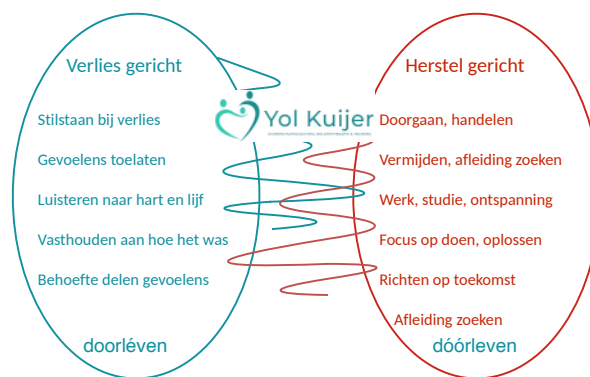 Verlies gericht
Stilstaan bij verlies
Gevoelens toelaten
Luisteren naar hart en lijf
Vasthouden aan hoe het was
Behoefte delen gevoelens
doorléven
Yol Kuijer
Herstel gericht
Doorgaan, handelen
Vermijden, afleiding zoeken
Werk, studie, ontspanning
Focus op doen, oplossen
Richten op toekomst
Afleiding zoeken
dóórleven